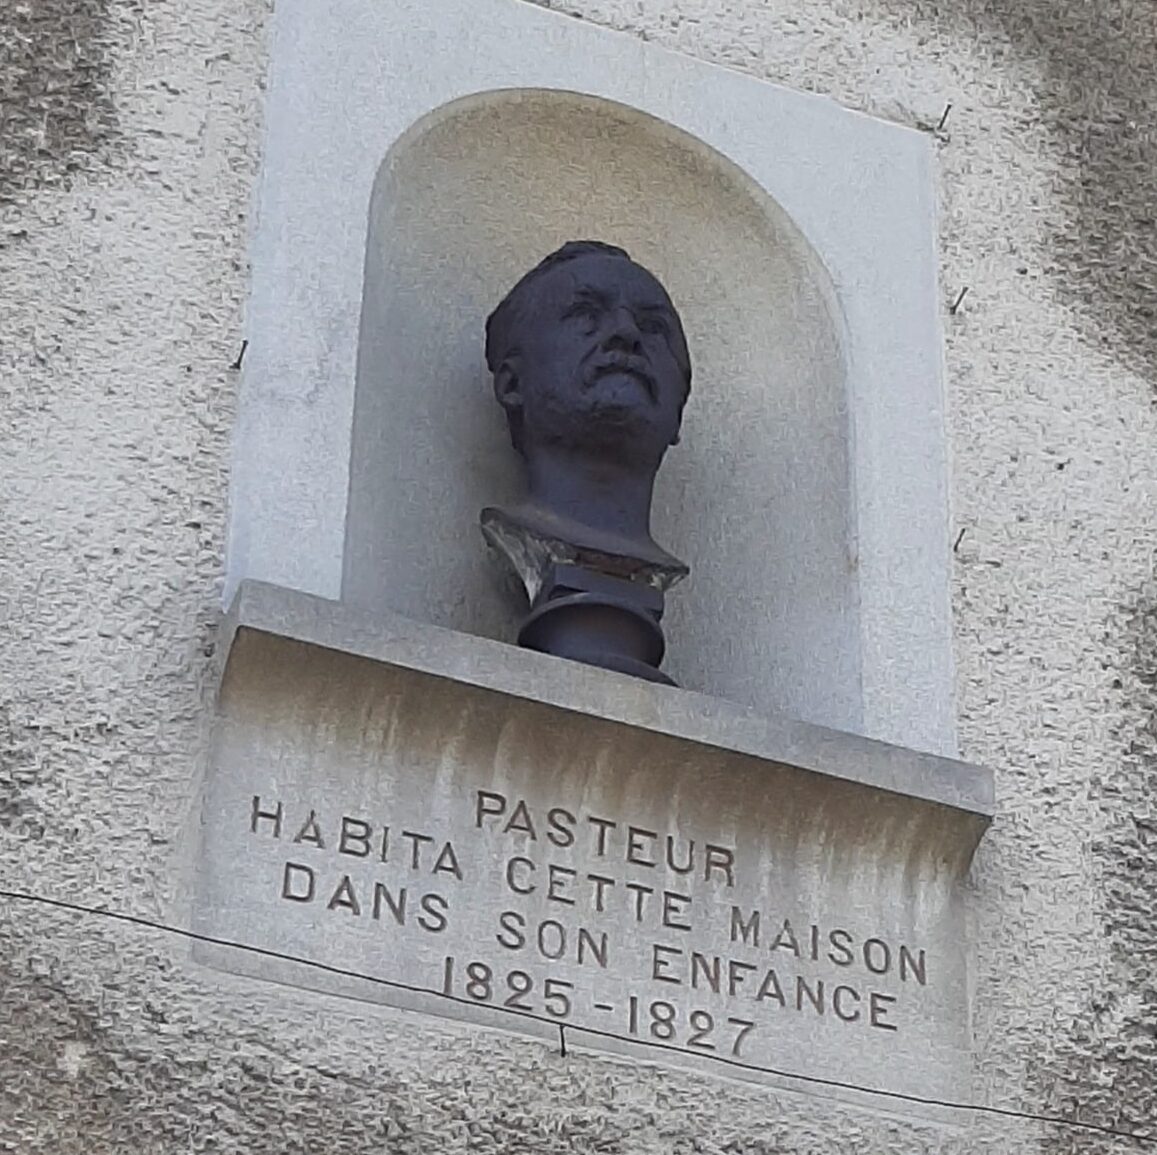 PASTEUR
HABITA CETTE MAISON
DANS SON ENFANCE
1825-1827